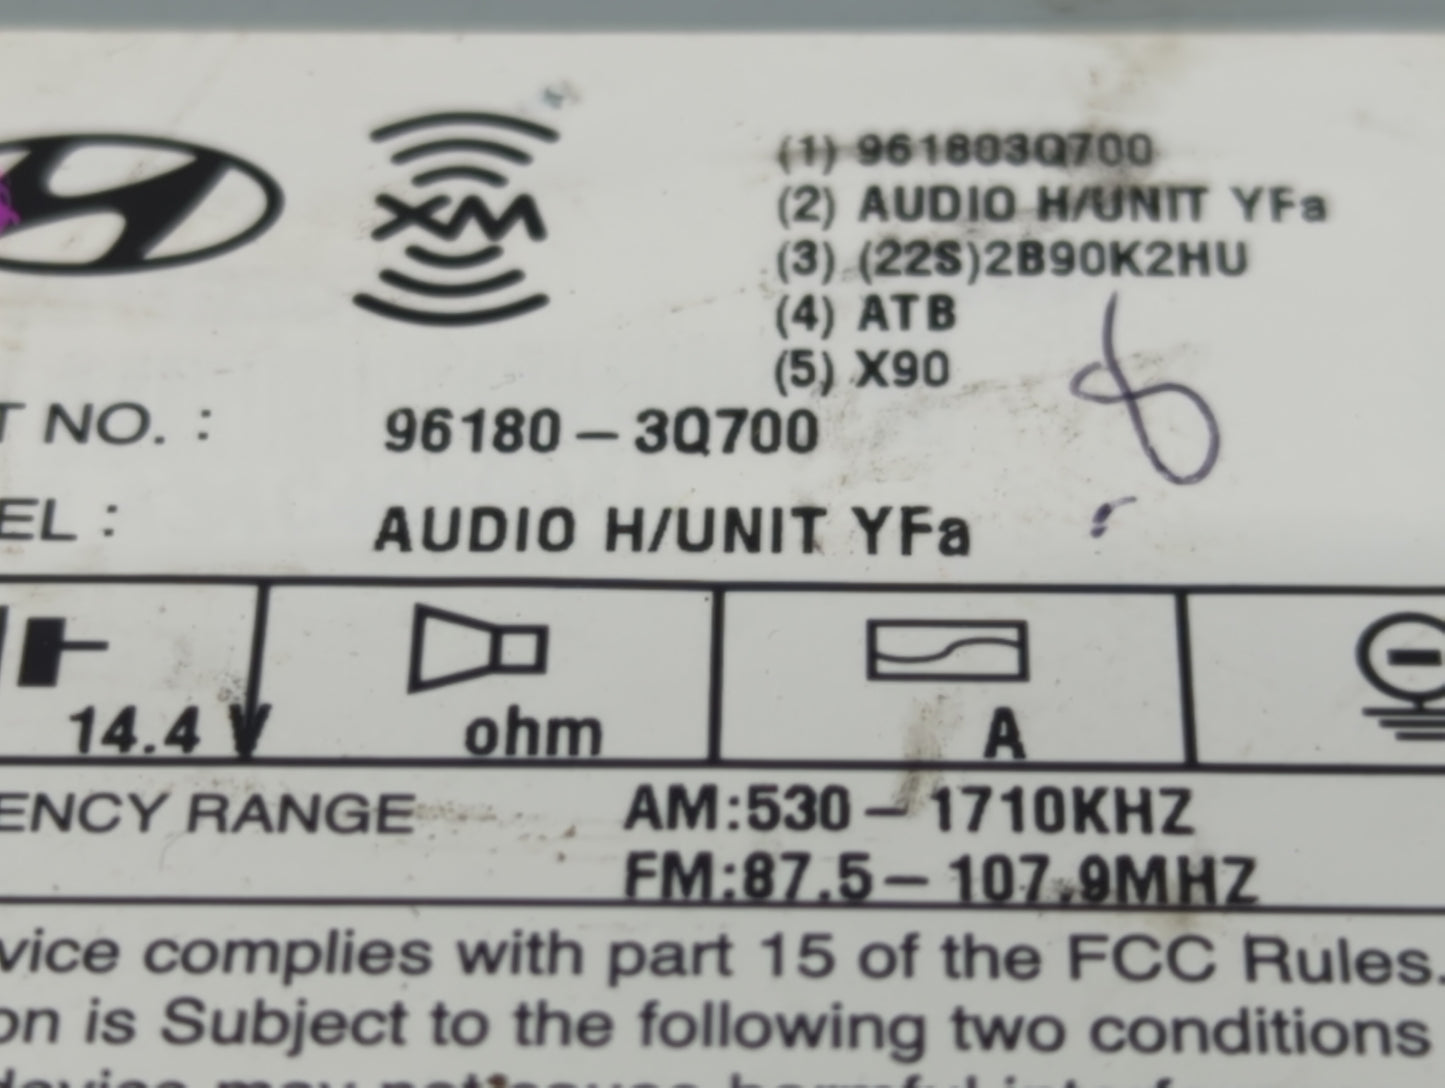 XM
(1) 961803Q700
(2) AUDIO H/UNIT YFa
(3) (22S)2B90K2HU
(4) ATB
(5) X90
T NO. : 96180-3Q700
EL : AUDIO H/UNIT YFa
14.4 V ohm A
ENCY RANGE AM:530-1710KHZ
FM:87.5-107.9MHZ
vice complies with part 15 of the FCC Rules.
on is Subject to the following two conditions